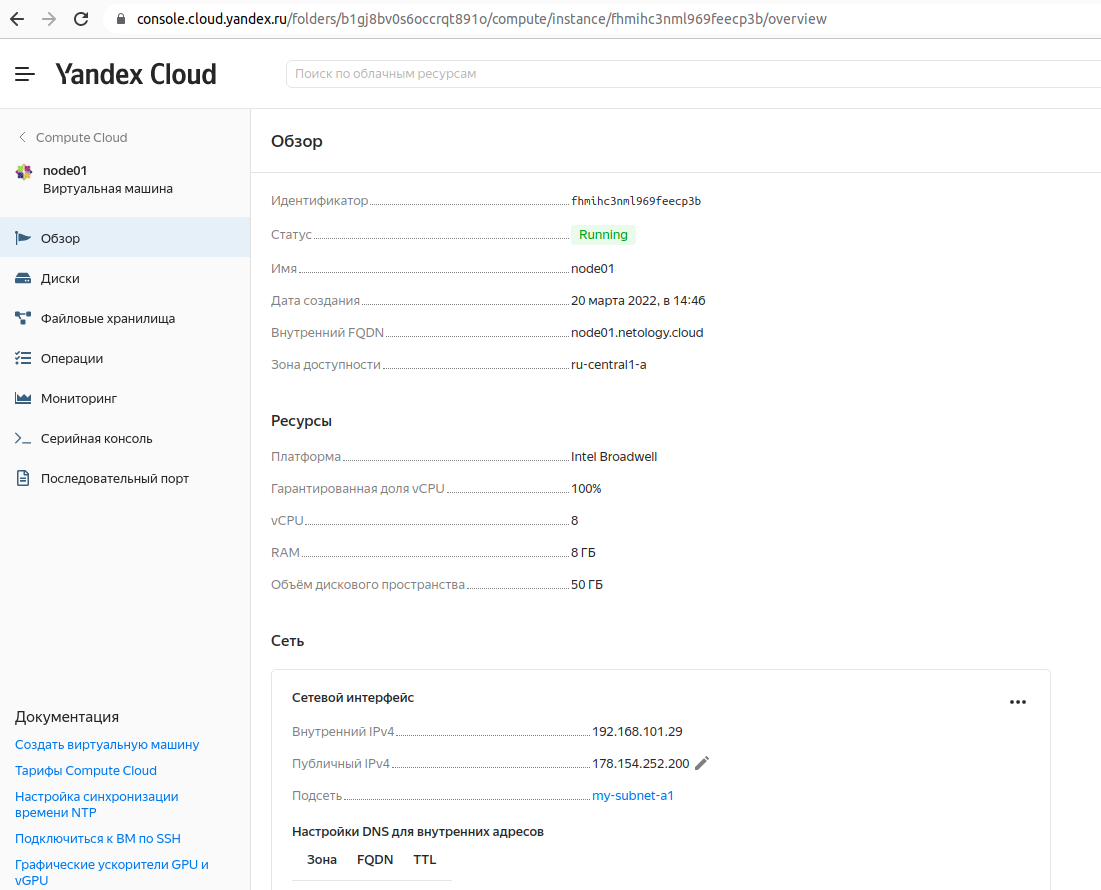 console.cloud.yandex.ru/folders/b1gj8bv0s6occrqt891o/compute/instance/fhmihc3nml969feecp3b/overview
Yandex Cloud
Поиск по облачным ресурсам
Compute Cloud
node01
Виртуальная машина
Обзор
Диски
Файловые хранилища
Операции
Мониторинг
Серийная консоль
Последовательный порт
Документация
Создать виртуальную машину
Тарифы Compute Cloud
Настройка синхронизации
времени NTP
Подключиться к ВМ по SSH
Графические ускорители GPU и
vGPU
Обзор
Идентификатор fhmihc3nml969feecp3b
Статус Running
Имя node01
Дата создания 20 марта 2022, в 14:46
Внутренний FQDN node01.netology.cloud
Зона доступности ru-central1-a
Ресурсы
Платформа Intel Broadwell
Гарантированная доля vCPU 100%
vCPU 8
RAM 8 ГБ
Объём дискового пространства 50 ГБ
Сеть
Сетевой интерфейс
Внутренний IPv4 192.168.101.29
Публичный IPv4 178.154.252.200
Подсеть my-subnet-a1
Настройки DNS для внутренних адресов
Зона FQDN TTL